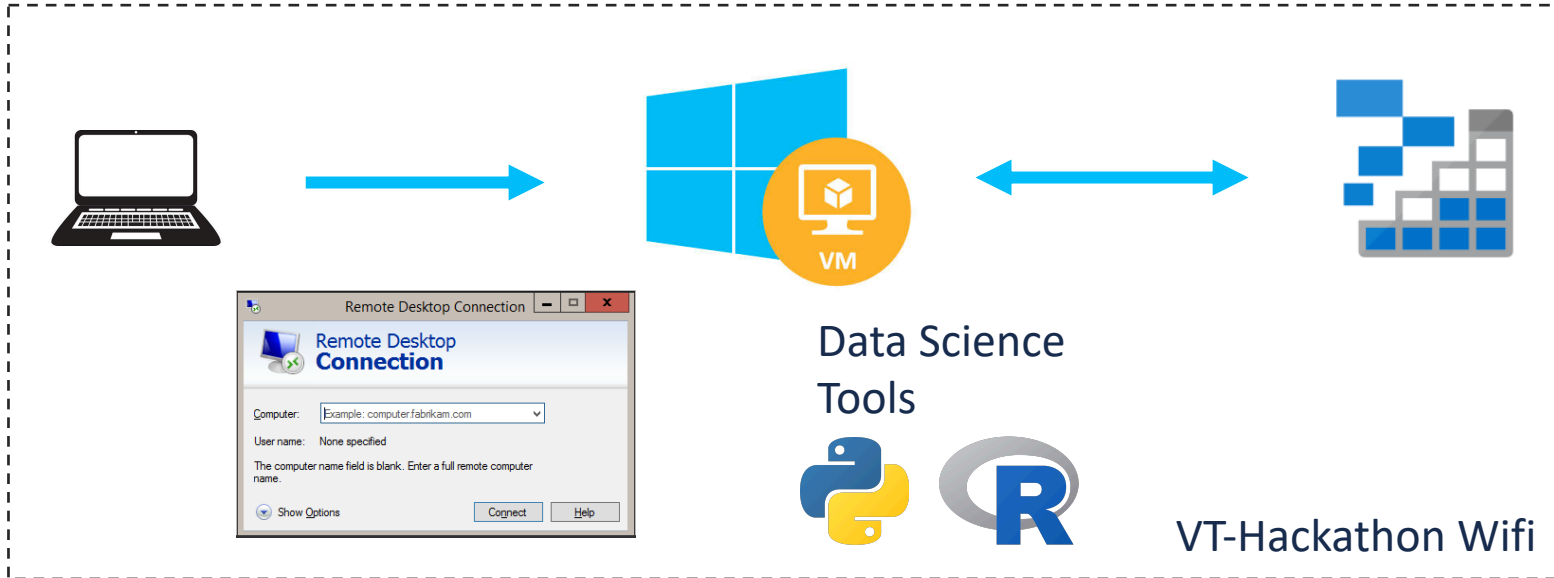 VM
Remote Desktop Connection
Remote Desktop
Connection
Computer:
Example: computer.fabrikam.com
User name: None specified
The computer name field is blank. Enter a full remote computer
name.
Show Options
Connect
Help
Data Science
Tools
R
VT-Hackathon Wifi